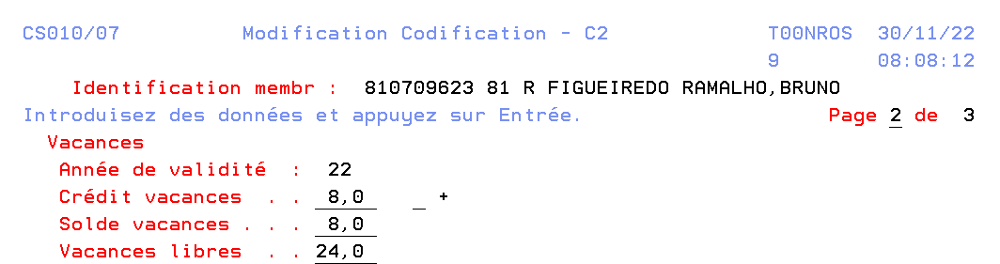 CS010/07 Modification Codification - C2 T00NROS 30/11/22
9 08:08:12
Identification membr : 810709623 81 R FIGUEIREDO RAMALHO,BRUNO
Introduisez des données et appuyez sur Entrée. Page 2 de 3
Vacances
Année de validité : 22
Crédit vacances . . 8,0 _ +
Solde vacances . . . 8,0
Vacances libres . . 24,0